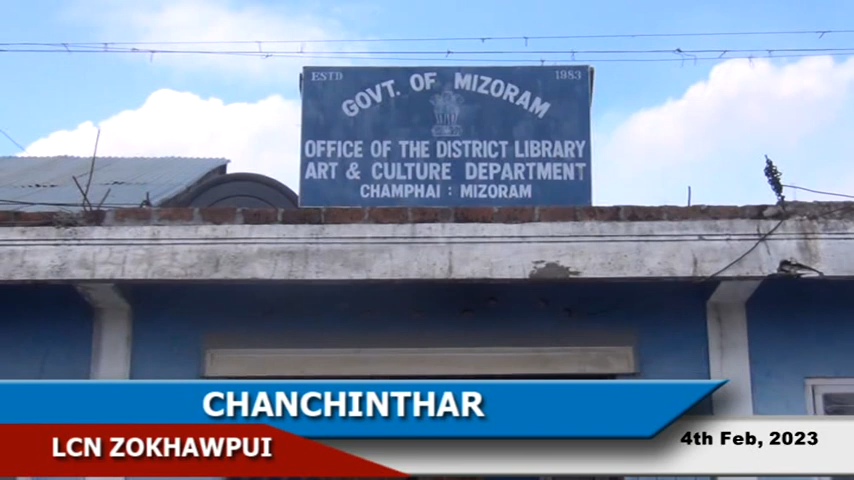 ESTD 1983
GOVT. OF MIZORAM
OFFICE OF THE DISTRICT LIBRARY
ART & CULTURE DEPARTMENT
CHAMPHAI : MIZORAM
CHANCHINTHAR
LCN ZOKHAWPUI
4th Feb, 2023